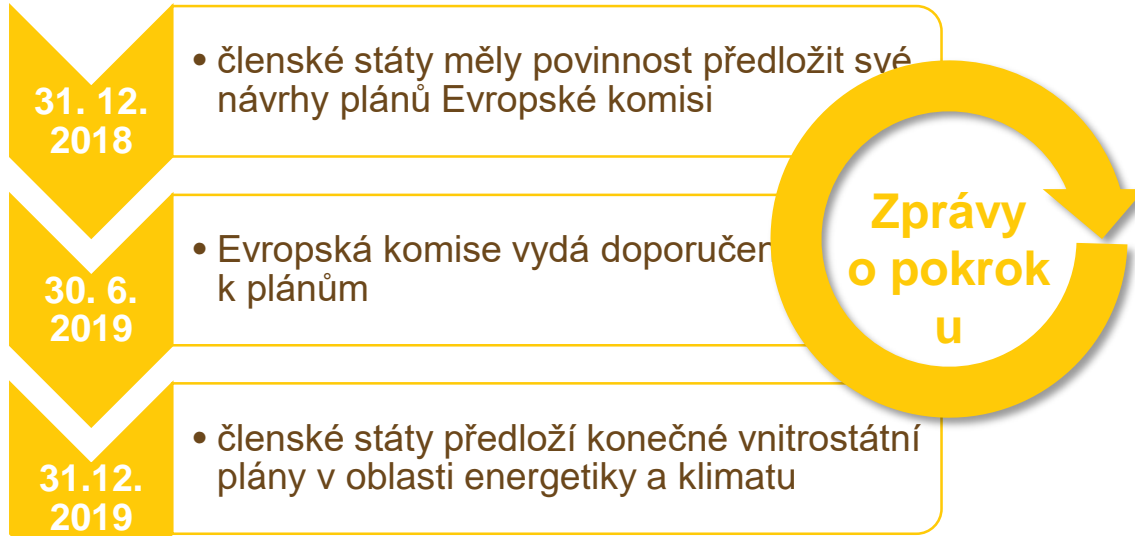 31. 12.
2018
• členské státy měly povinnost předložit své
návrhy plánů Evropské komisi
30. 6.
2019
• Evropská komise vydá doporučen
k plánům
31.12.
2019
• členské státy předloží konečné vnitrostátní
plány v oblasti energetiky a klimatu
Zprávy
o pokrok
u